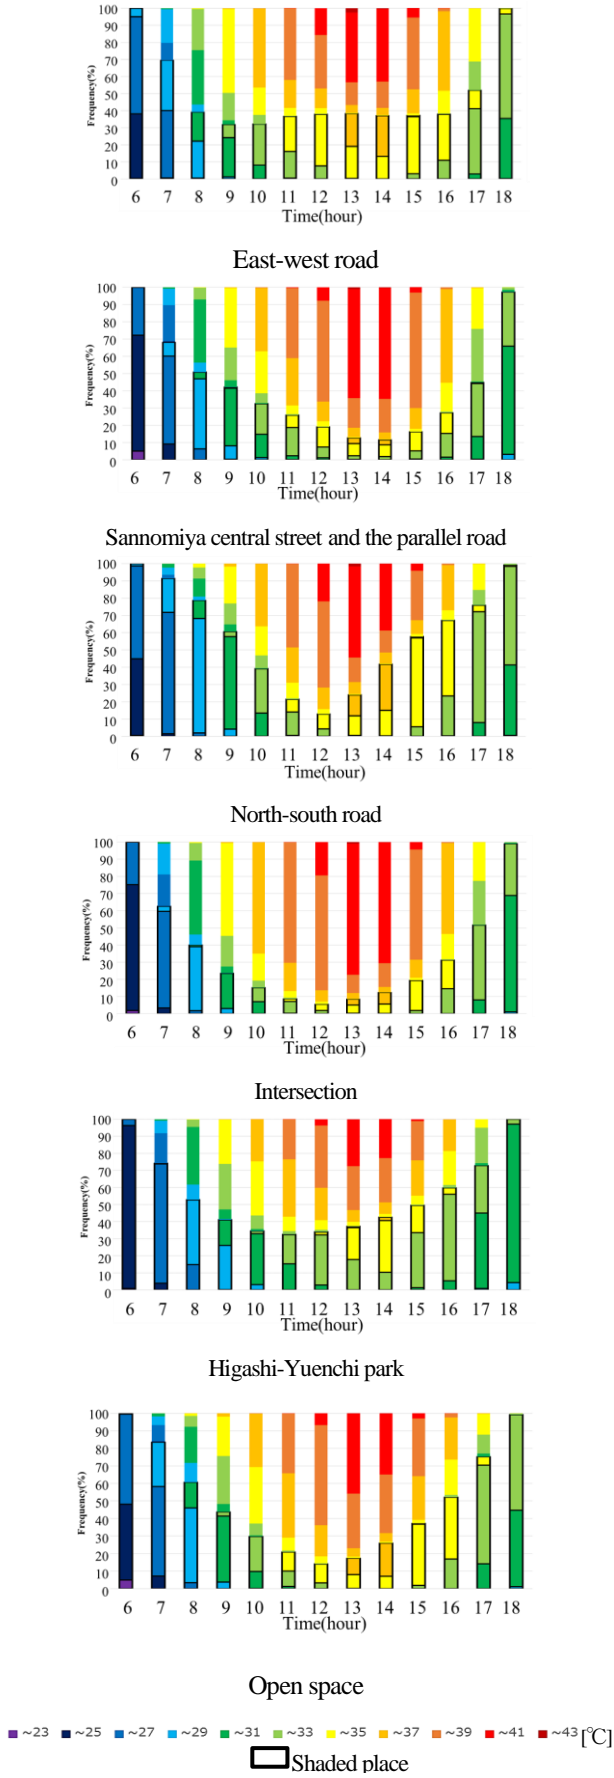 100
90
80
70
60
50
40
30
20
10
0
Frequency(%)
6 7 8 9 10 11 12 13 14 15 16 17 18
Time(hour)
East-west road
100
90
80
70
60
50
40
30
20
10
0
Frequency(%)
6 7 8 9 10 11 12 13 14 15 16 17 18
Time(hour)
Sannomiya central street and the parallel road
100
90
80
70
60
50
40
30
20
10
0
Frequency(%)
6 7 8 9 10 11 12 13 14 15 16 17 18
Time(hour)
North-south road
100
90
80
70
60
50
40
30
20
10
0
Frequency(%)
6 7 8 9 10 11 12 13 14 15 16 17 18
Time(hour)
Intersection
100
90
80
70
60
50
40
30
20
10
0
Frequency(%)
6 7 8 9 10 11 12 13 14 15 16 17 18
Time(hour)
Higashi-Yuenchi park
100
90
80
70
60
50
40
30
20
10
0
Frequency(%)
6 7 8 9 10 11 12 13 14 15 16 17 18
Time(hour)
Open space
~23 ~25 ~27 ~29 ~31 ~33 ~35 ~37 ~39 ~41 ~43 [℃]
Shaded place